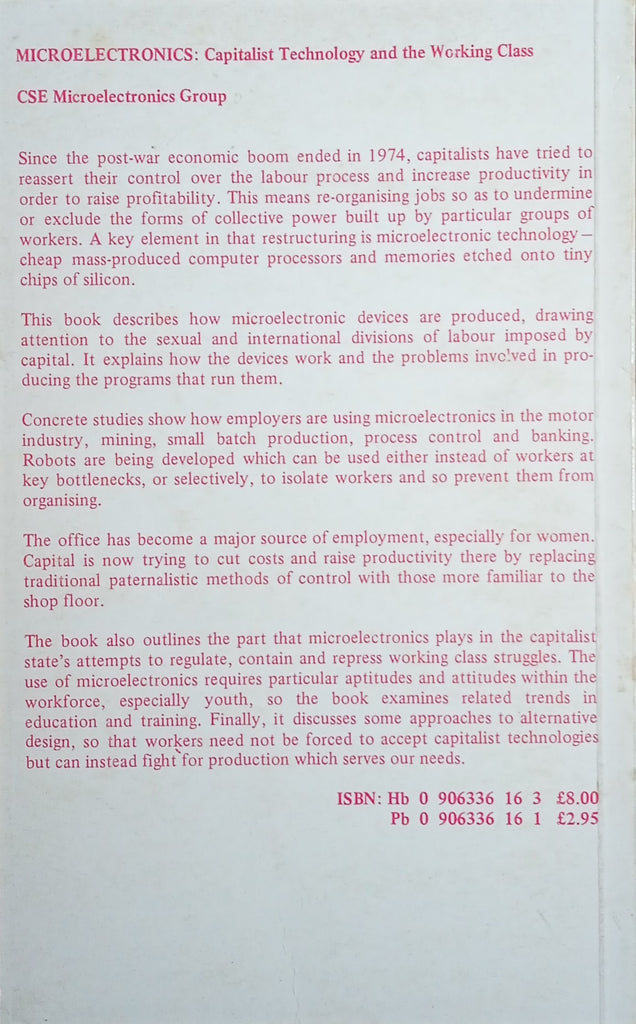 MICROELECTRONICS: Capitalist Technology and the Working Class
CSE Microelectronics Group
Since the post-war economic boom ended in 1974, capitalists have tried to
reassert their control over the labour process and increase productivity in
order to raise profitability. This means re-organising jobs so as to undermine
or exclude the forms of collective power built up by particular groups of
workers. A key element in that restructuring is microelectronic technology –
cheap mass-produced computer processors and memories etched onto tiny
chips of silicon.
This book describes how microelectronic devices are produced, drawing
attention to the sexual and international divisions of labour imposed by
capital. It explains how the devices work and the problems involved in pro-
ducing the programs that run them.
Concrete studies show how employers are using microelectronics in the motor
industry, mining, small batch production, process control and banking.
Robots are being developed which can be used either instead of workers at
key bottlenecks, or selectively, to isolate workers and so prevent them from
organising.
The office has become a major source of employment, especially for women.
Capital is now trying to cut costs and raise productivity there by replacing
traditional paternalistic methods of control with those more familiar to the
shop floor.
The book also outlines the part that microelectronics plays in the capitalist
state's attempts to regulate, contain and repress working class struggles. The
use of microelectronics requires particular aptitudes and attitudes within the
workforce, especially youth, so the book examines related trends in
education and training. Finally, it discusses some approaches to alternative
design, so that workers need not be forced to accept capitalist technologies
but can instead fight for production which serves our needs.
ISBN: Hb 0 906336 16 3 £8.00
Pb 0 906336 16 1 £2.95